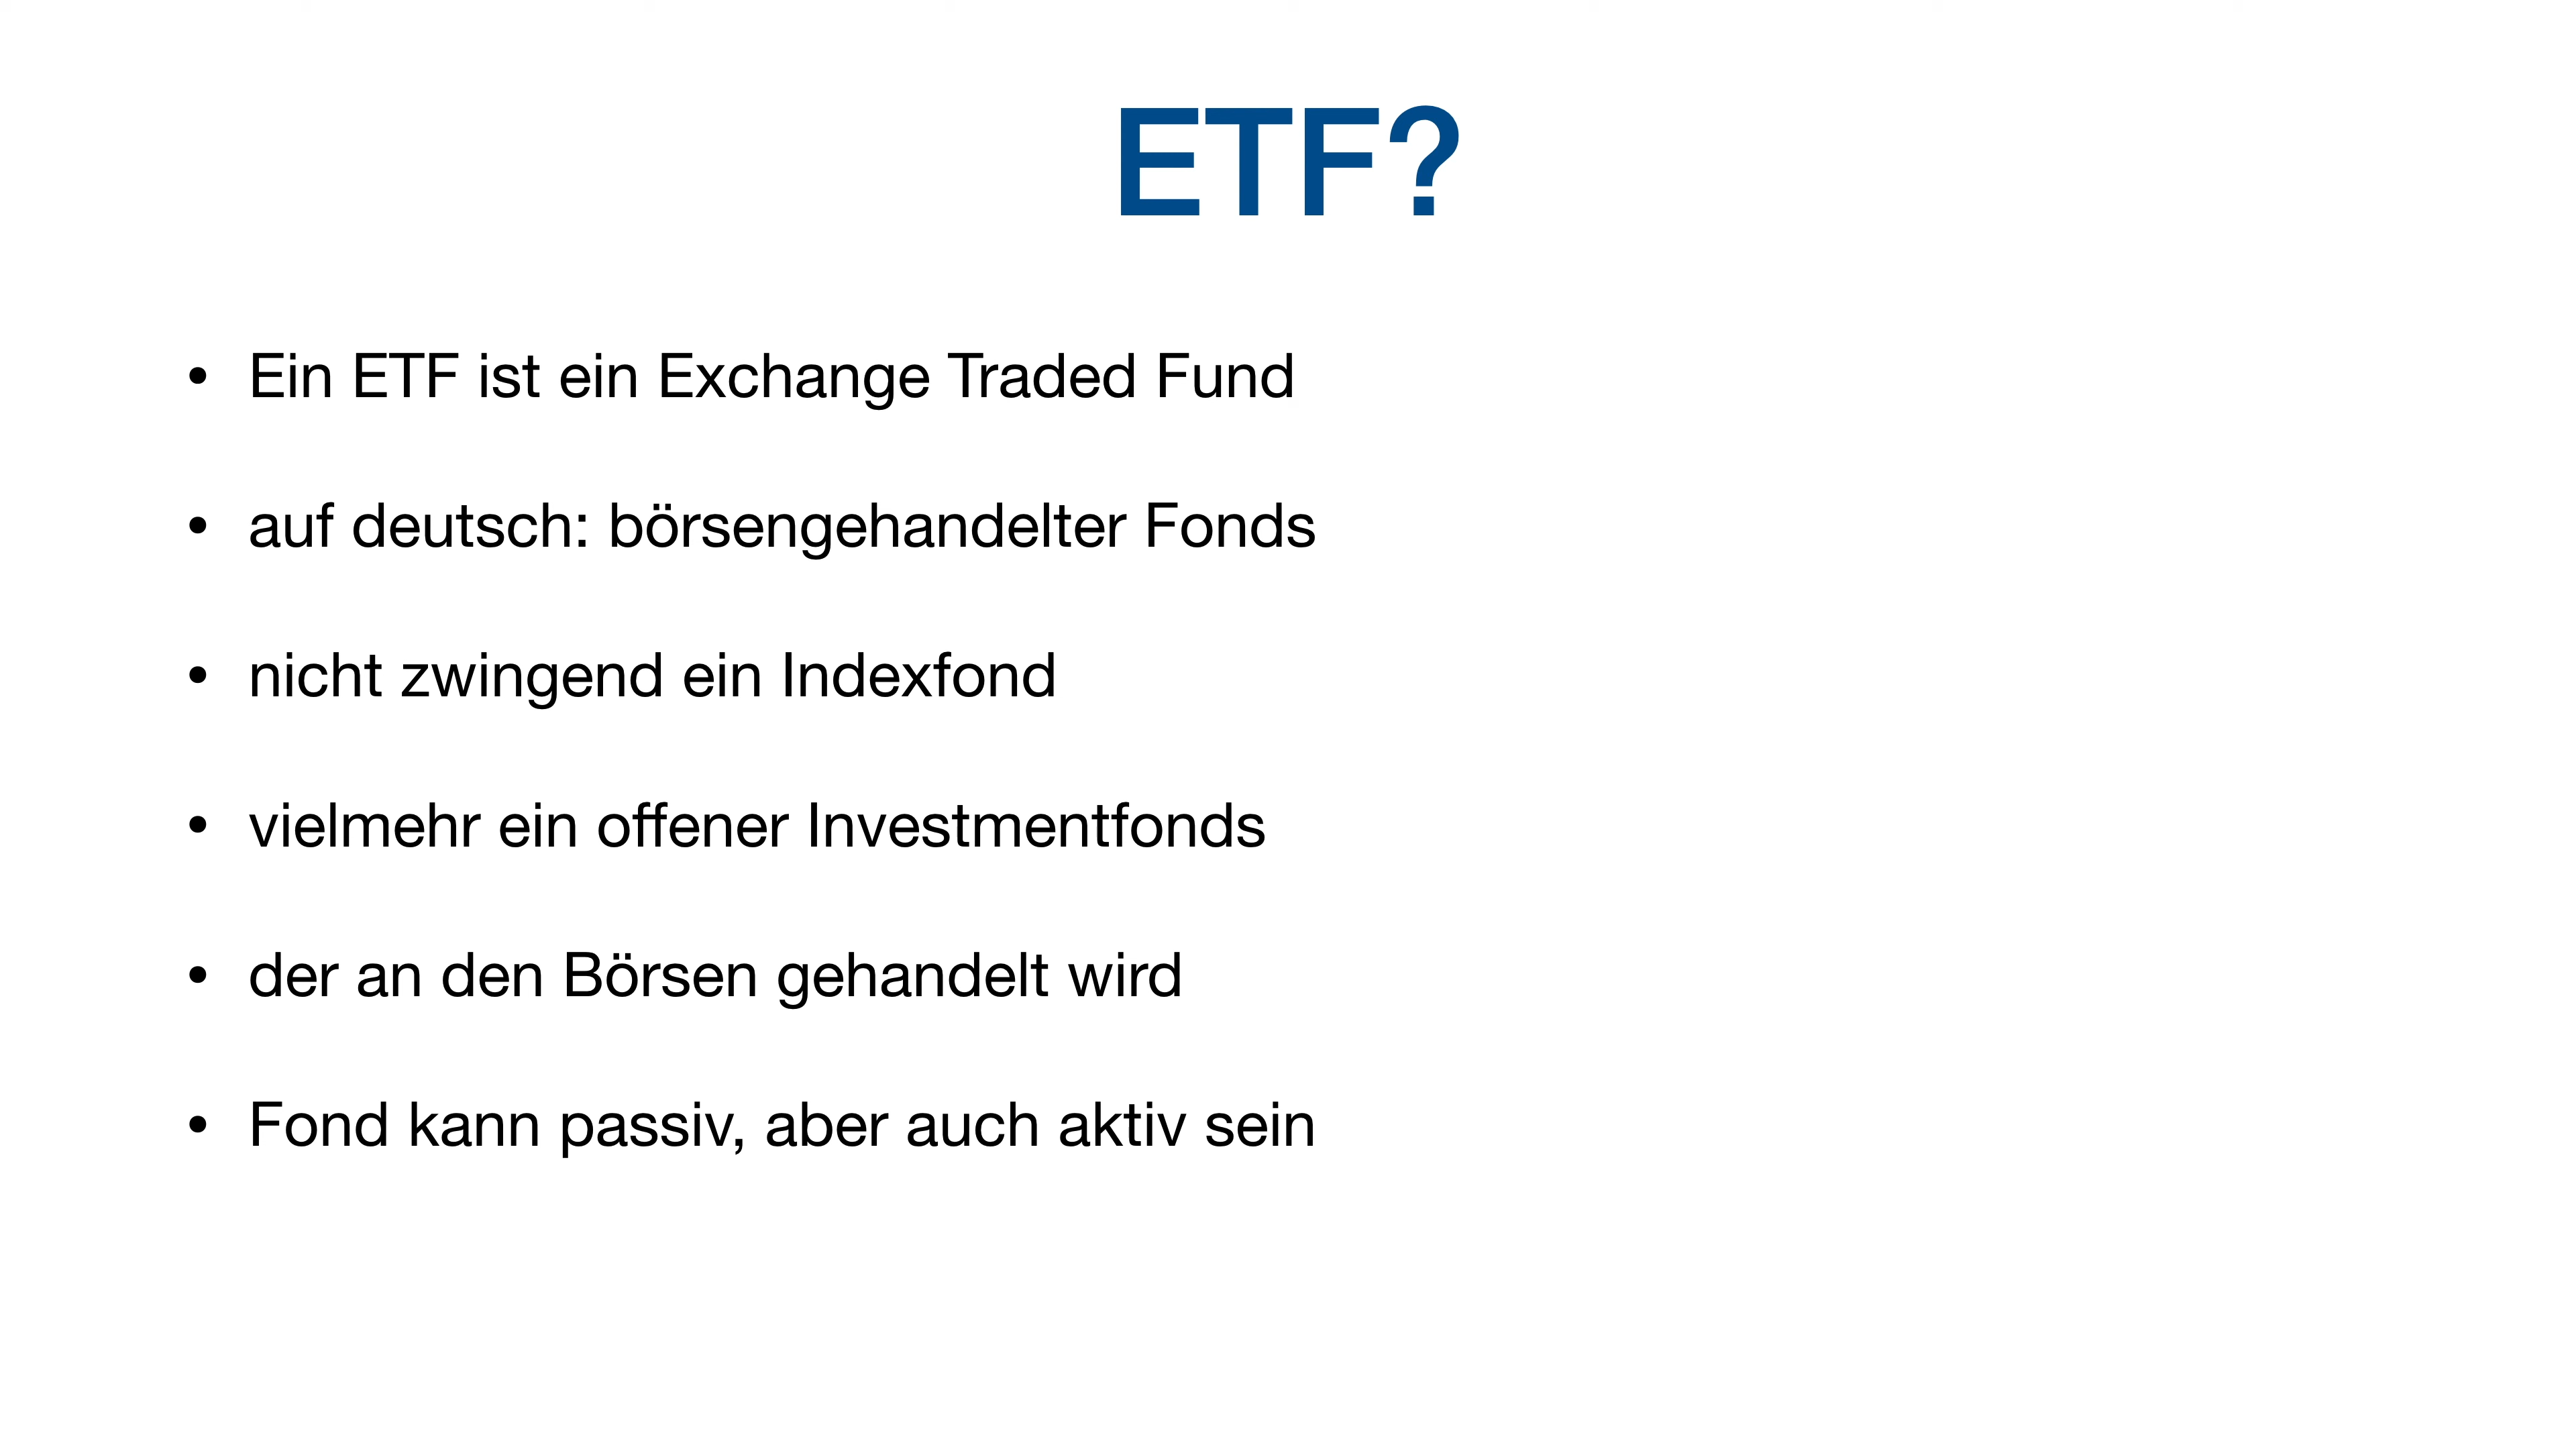 ETF?
• Ein ETF ist ein Exchange Traded Fund
• auf deutsch: börsengehandelter Fonds
• nicht zwingend ein Indexfond
• vielmehr ein offener Investmentfonds
• der an den Börsen gehandelt wird
• Fond kann passiv, aber auch aktiv sein